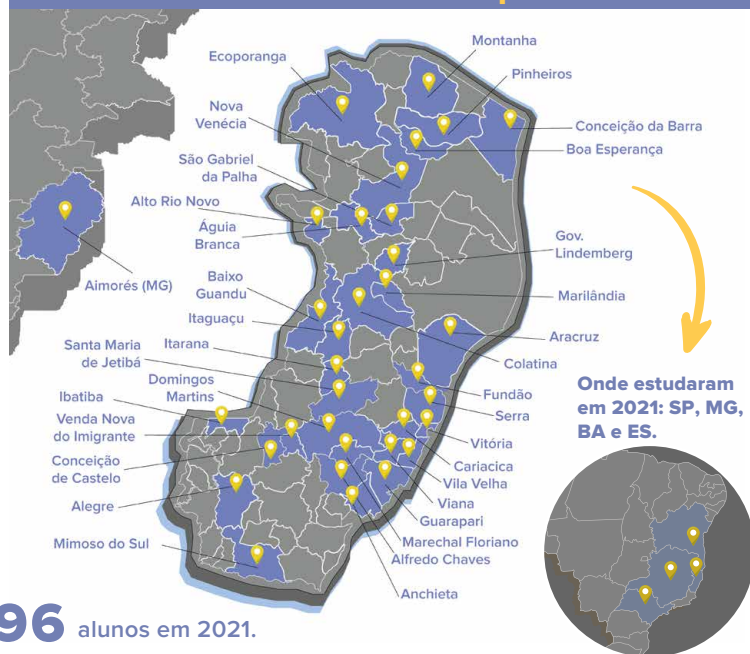 Montanha
Ecoporanga
Pinheiros
Nova
Venécia
Conceição da Barra
Boa Esperança
São Gabriel
da Palha
Alto Rio Novo
Águia
Branca
Gov.
Lindemberg
Aimorés (MG)
Baixo
Guandu
Marilândia
Itaguaçu
Aracruz
Santa Maria
de Jetibá
Itarana
Colatina
Domingos
Martins
Ibatiba
Fundão
Serra
Onde estudaram
em 2021: SP, MG,
BA e ES.
Venda Nova
do Imigrante
Vitória
Cariacica
Conceição
de Castelo
Vila Velha
Viana
Alegre
Guarapari
Mimoso do Sul
Marechal Floriano
Alfredo Chaves
Anchieta
96 alunos em 2021.